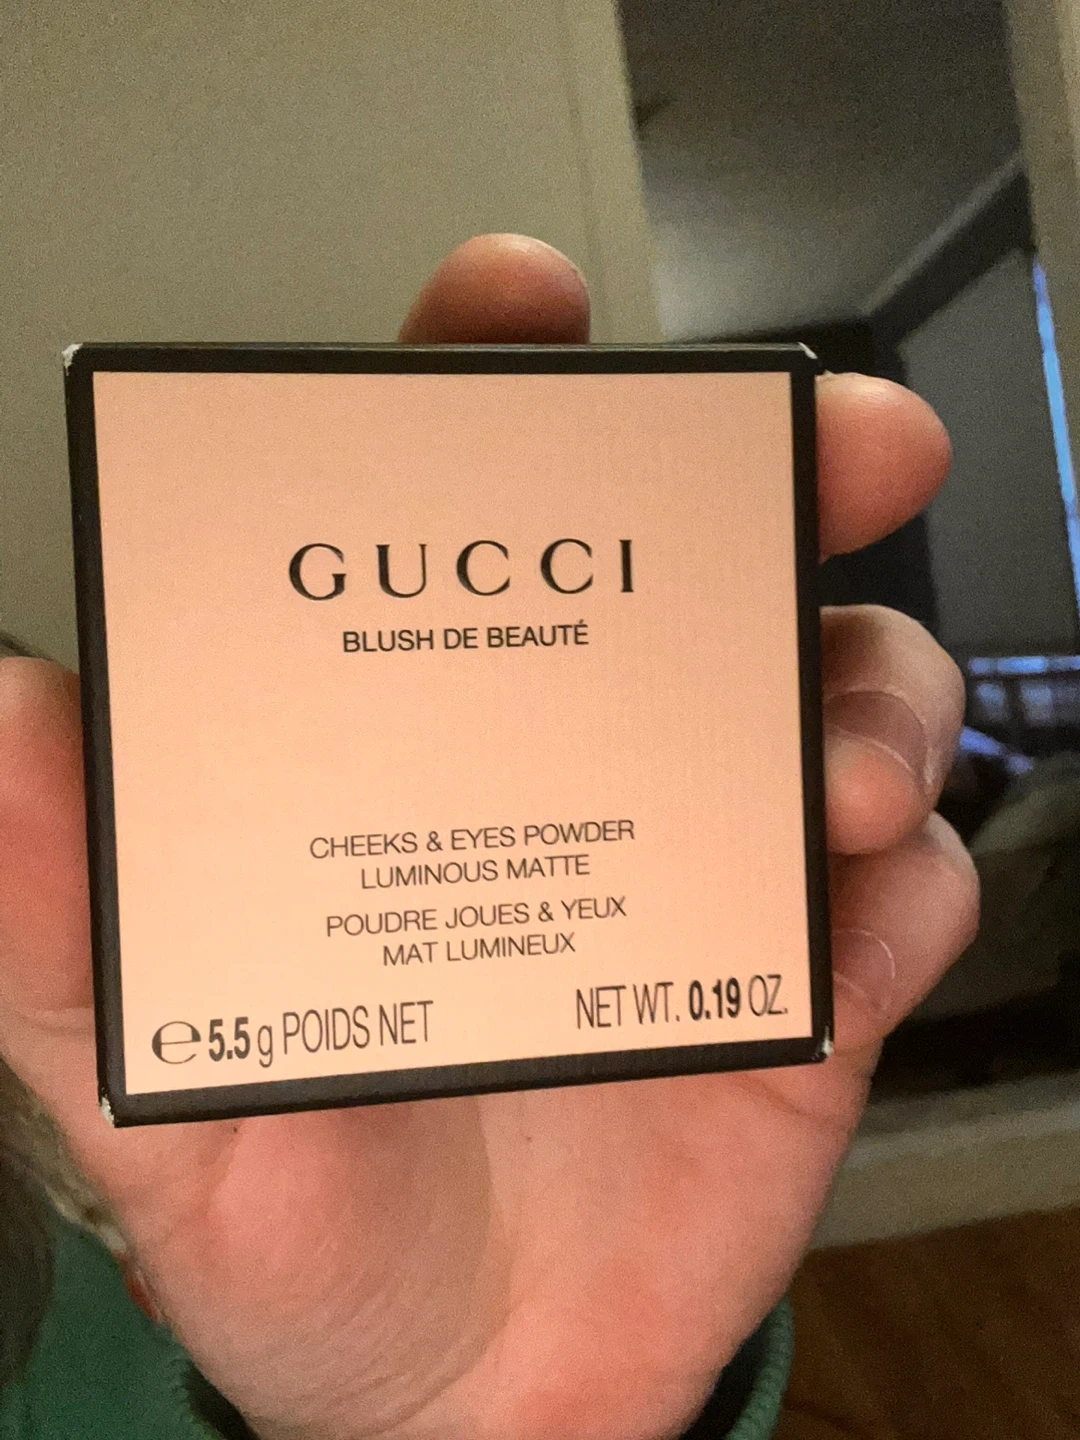 GUCCI
BLUSH DE BEAUTÉ
CHEEKS & EYES POWDER
LUMINOUS MATTE
POUDRE JOUES & YEUX
MAT LUMINEUX
℮ 5.5 g POIDS NET NET WT. 0.19 OZ.